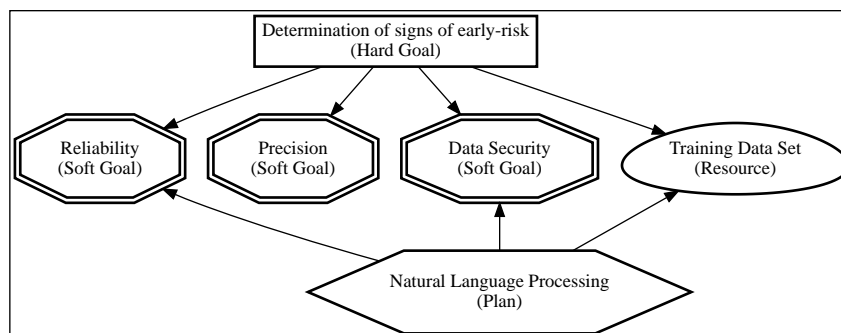 Determination of signs of early-risk
(Hard Goal)
Reliability
(Soft Goal)
Precision
(Soft Goal)
Data Security
(Soft Goal)
Training Data Set
(Resource)
Natural Language Processing
(Plan)